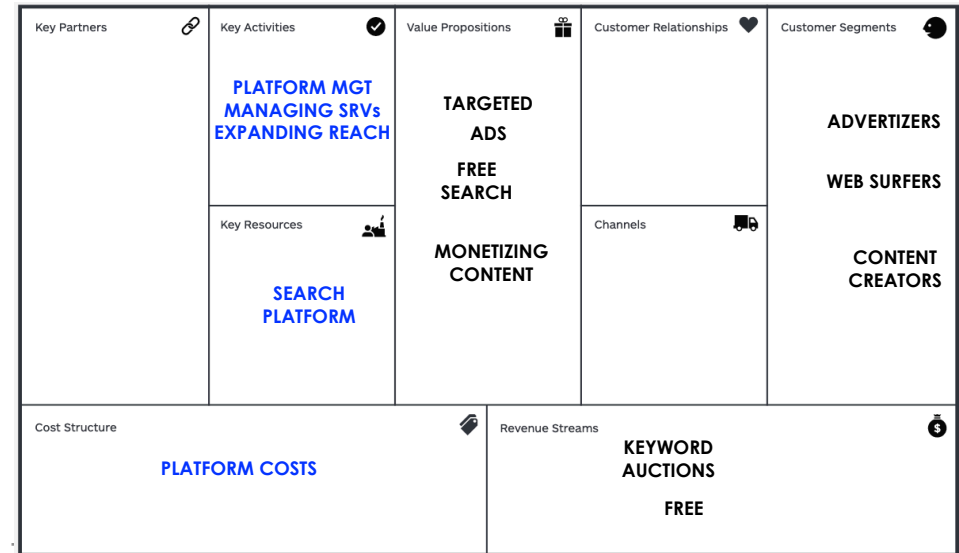 Key Partners
Key Activities
PLATFORM MGT
MANAGING SRVs
EXPANDING REACH
Key Resources
SEARCH
PLATFORM
Value Propositions
TARGETED
ADS
FREE
SEARCH
MONETIZING
CONTENT
Customer Relationships
Channels
Customer Segments
ADVERTIZERS
WEB SURFERS
CONTENT
CREATORS
Cost Structure
PLATFORM COSTS
Revenue Streams
$
KEYWORD
AUCTIONS
FREE